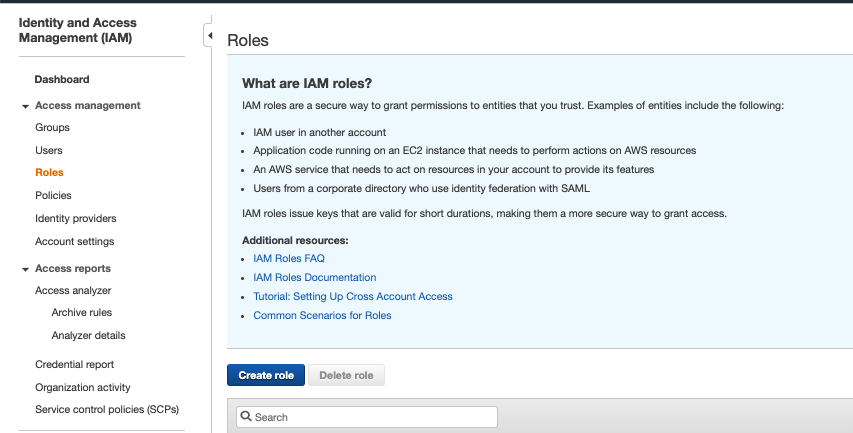 Identity and Access
Management (IAM)
Dashboard
Access management
Groups
Users
Roles
Policies
Identity providers
Account settings
Access reports
Access analyzer
Archive rules
Analyzer details
Credential report
Organization activity
Service control policies (SCPs)
Roles
What are IAM roles?
IAM roles are a secure way to grant permissions to entities that you trust. Examples of entities include the following:
IAM user in another account
Application code running on an EC2 instance that needs to perform actions on AWS resources
An AWS service that needs to act on resources in your account to provide its features
Users from a corporate directory who use identity federation with SAML
IAM roles issue keys that are valid for short durations, making them a more secure way to grant access.
Additional resources:
IAM Roles FAQ
IAM Roles Documentation
Tutorial: Setting Up Cross Account Access
Common Scenarios for Roles
Create role
Delete role
Search